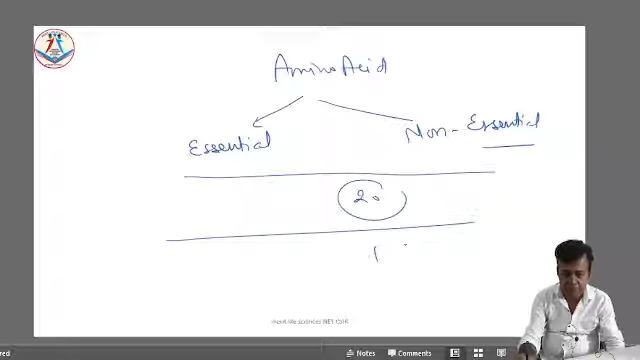 Amino Acid
Essential
Non-Essential
20
Notes
Comments